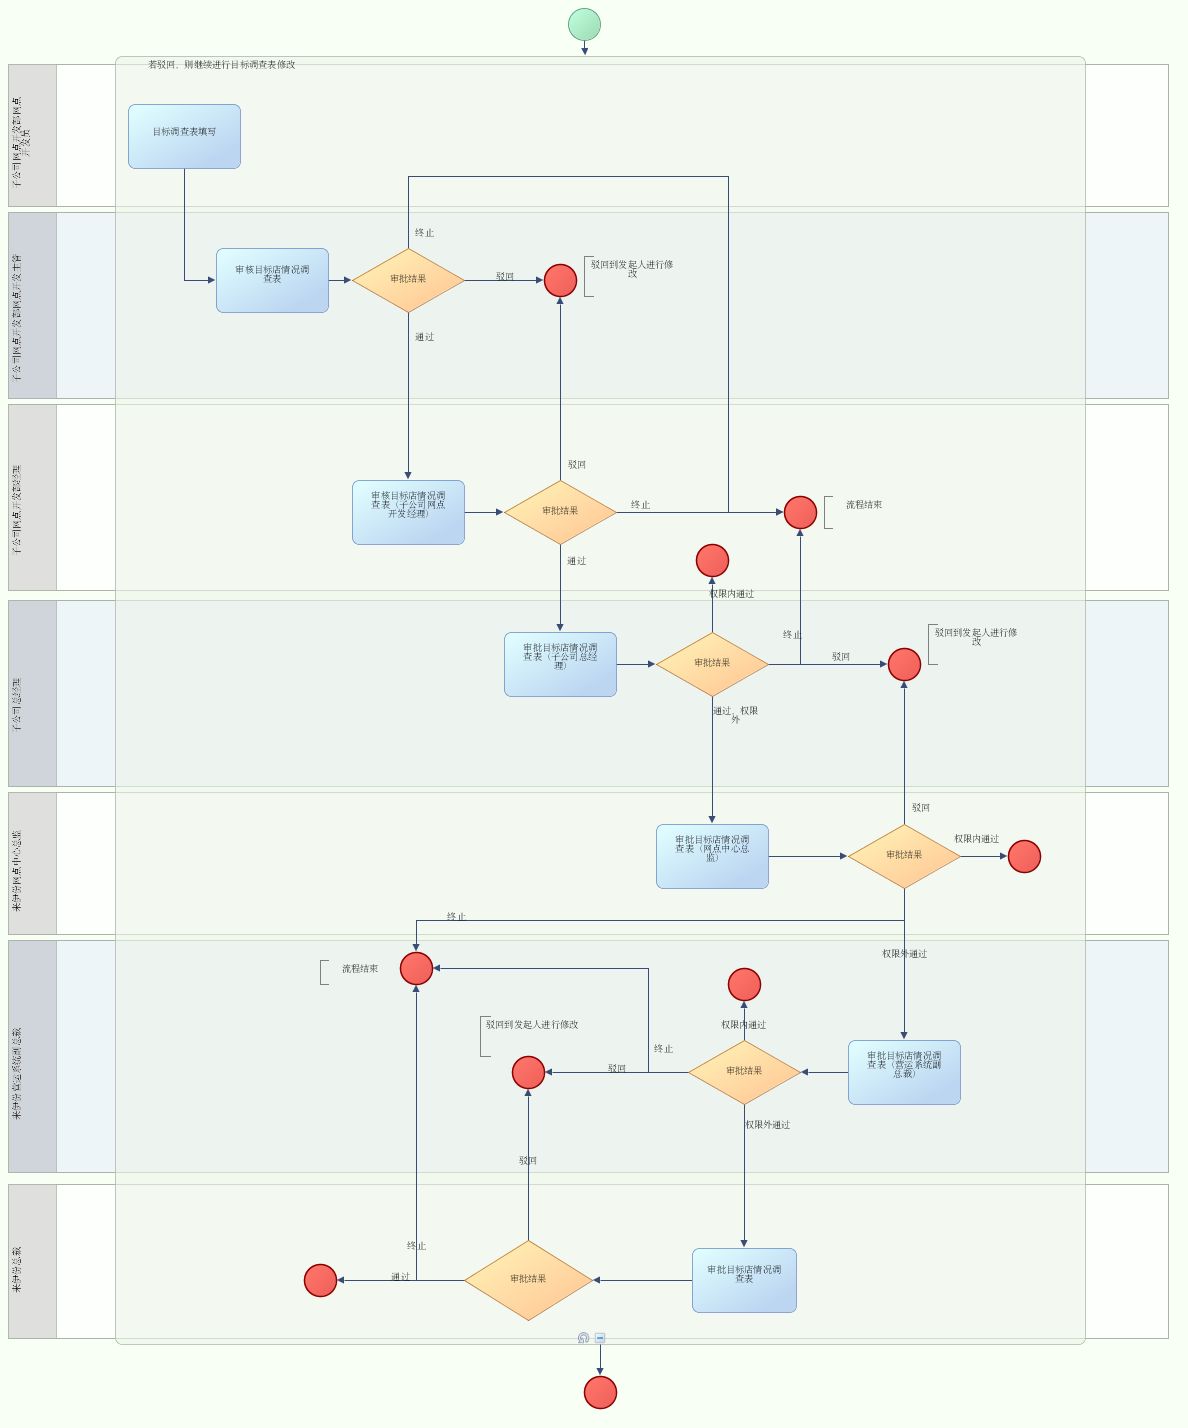 若驳回，则继续进行目标调查表修改
子公司网点开发部网点
开发员
目标调查表填写
终止
子公司网点开发部网点开发主管
审核目标店情况调
查表
审批结果
驳回
驳回到发起人进行修
改
通过
子公司网点开发部经理
驳回
审核目标店情况调
查表（子公司网点
开发经理）
审批结果
终止
流程结束
通过
权限内通过
子公司总经理
审批目标店情况调
查表（子公司总经
理）
审批结果
终止
驳回
驳回到发起人进行修
改
通过，权限
外
来伊份网点中心总监
驳回
审批目标店情况调
查表（网点中心总
监）
审批结果
权限内通过
终止
权限外通过
来伊份营运系统副总裁
流程结束
驳回到发起人进行修改
权限内通过
终止
驳回
审批结果
审批目标店情况调
查表（营运系统副
总裁）
权限外通过
驳回
来伊份总裁
终止
通过
审批结果
审批目标店情况调
查表